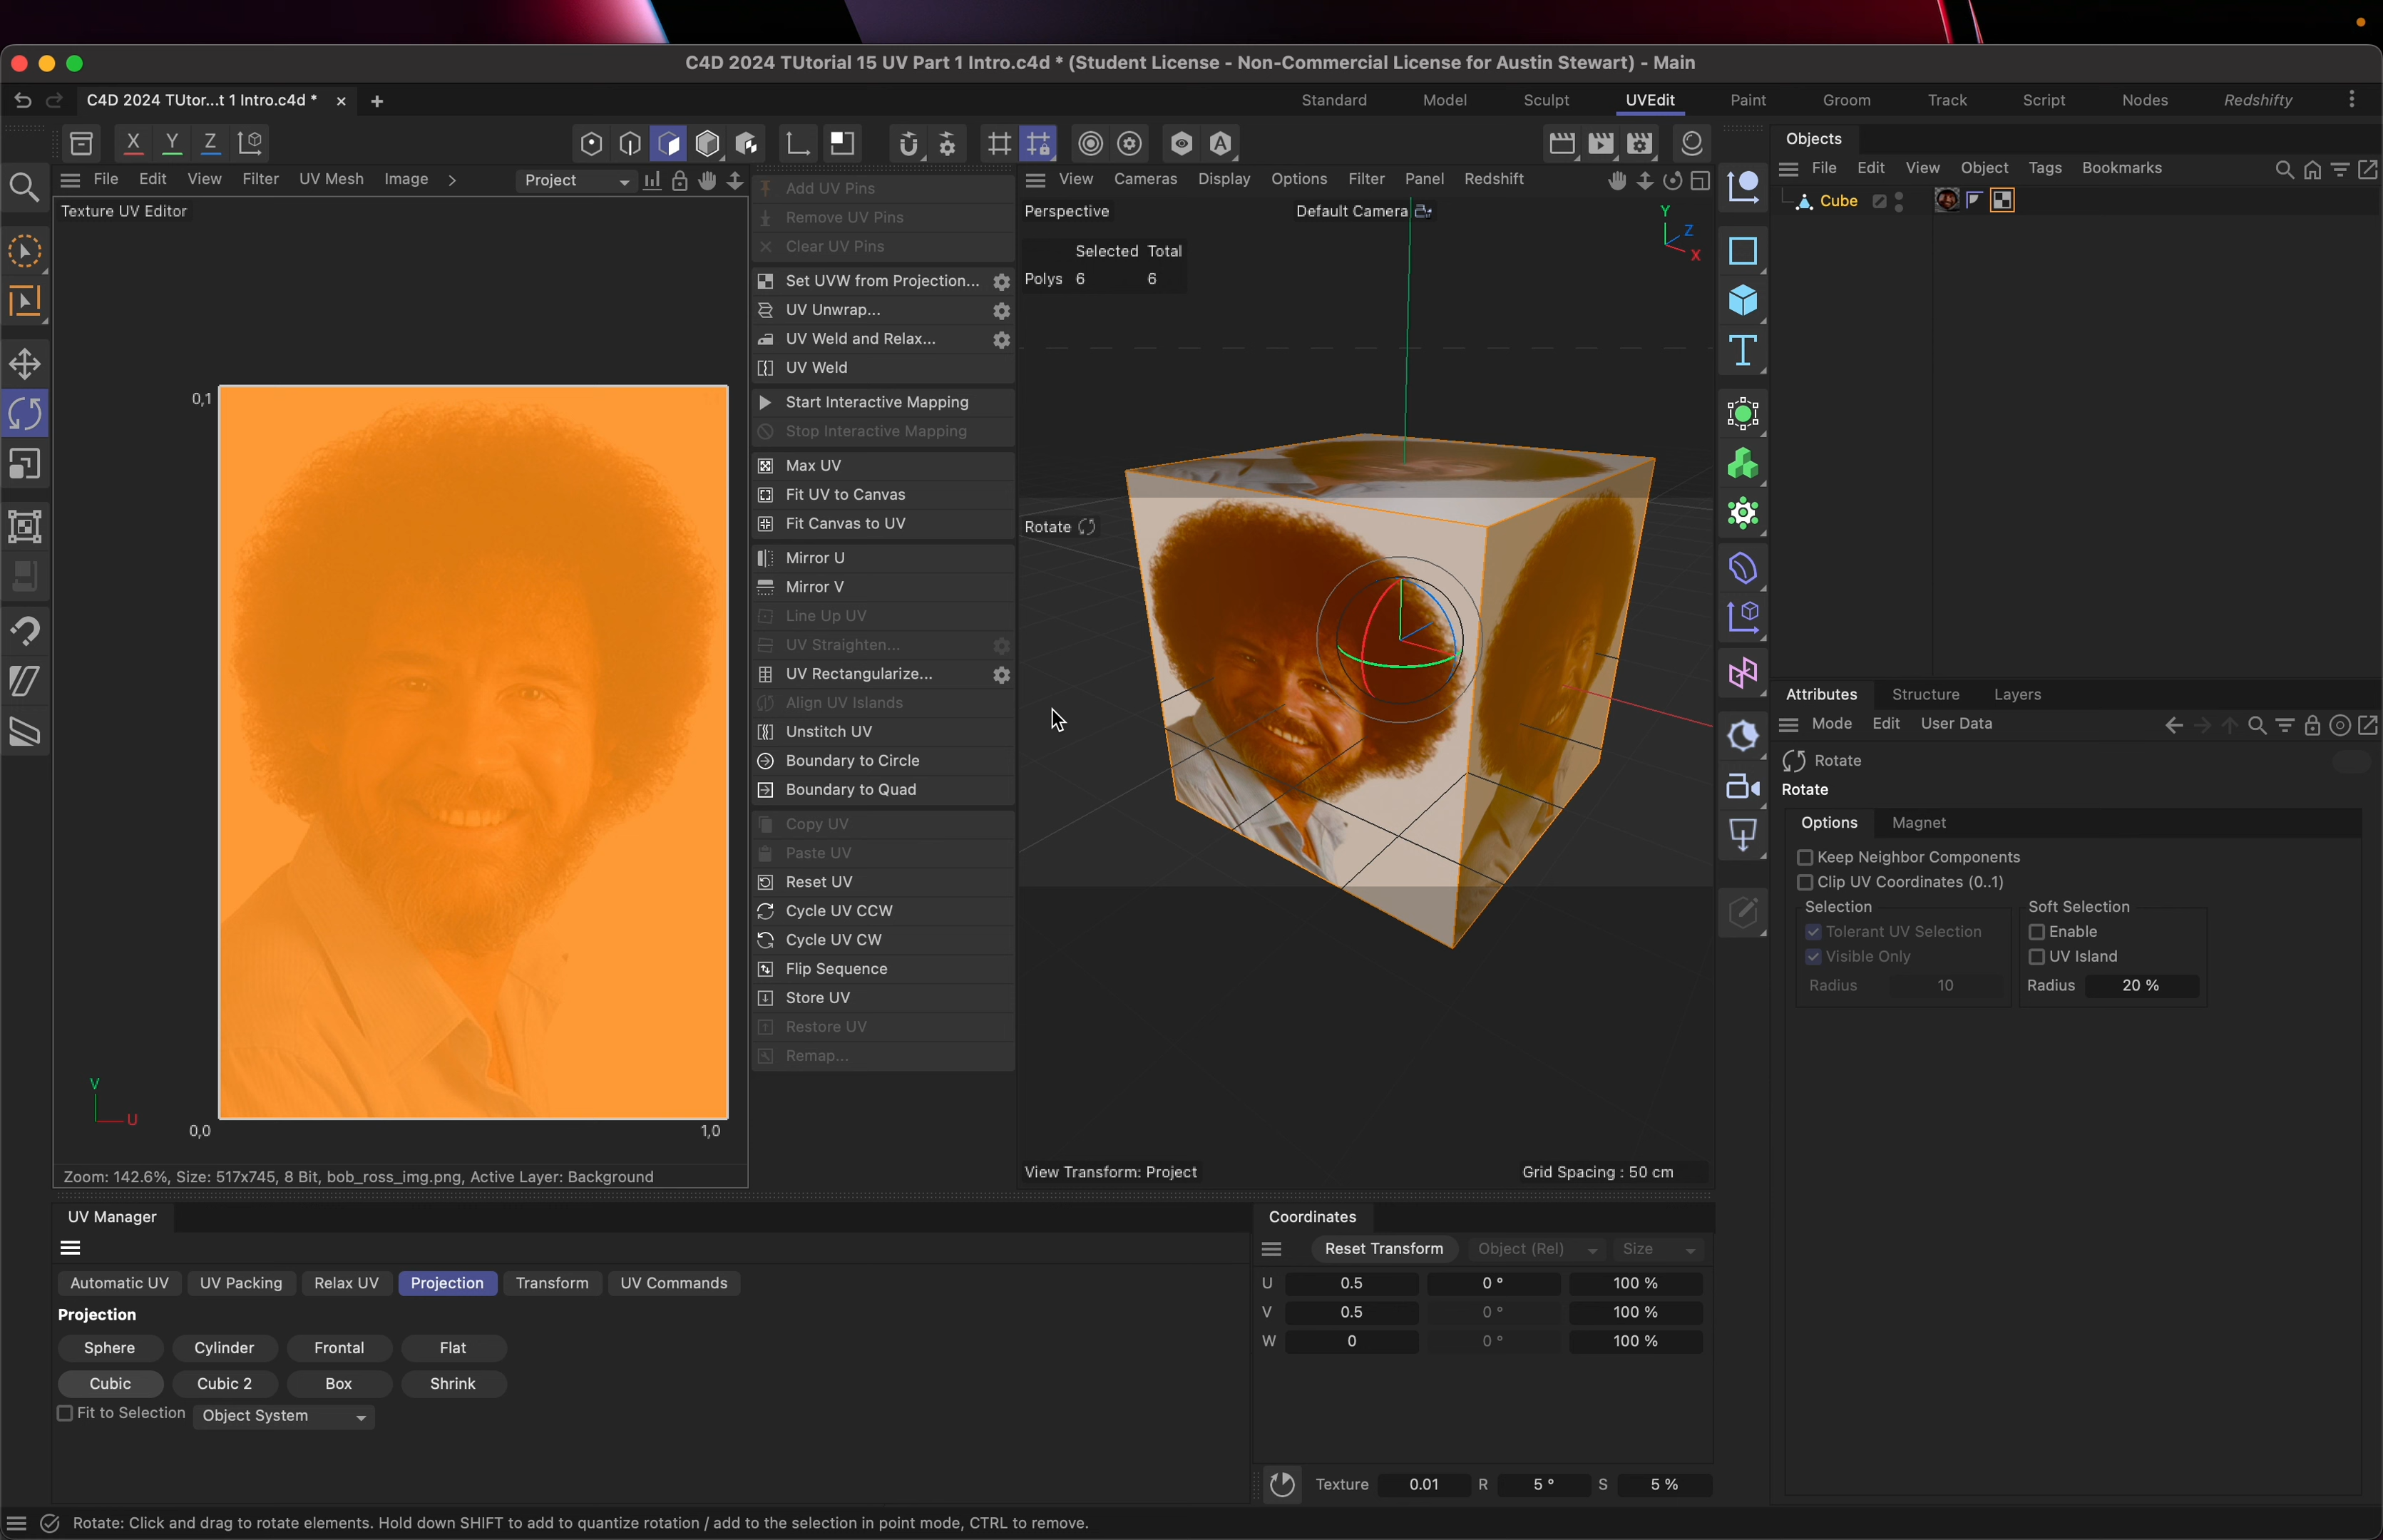 C4D 2024 TUtorial 15 UV Part 1 Intro.c4d * (Student License - Non-Commercial License for Austin Stewart) - Main
C4D 2024 TUtor...t 1 Intro.c4d * × +
Standard Model Sculpt UVEdit Paint Groom Track Script Nodes Redshifty
X Y Z
Objects
File Edit View Object Tags Bookmarks
Cube
File Edit View Filter UV Mesh Image > Project
Texture UV Editor
0,1
0,0
1,0
V
U
Zoom: 142.6%, Size: 517x745, 8 Bit, bob_ross_img.png, Active Layer: Background
Add UV Pins
Remove UV Pins
Clear UV Pins
Set UVW from Projection...
UV Unwrap...
UV Weld and Relax...
UV Weld
Start Interactive Mapping
Stop Interactive Mapping
Max UV
Fit UV to Canvas
Fit Canvas to UV
Mirror U
Mirror V
Line Up UV
UV Straighten...
UV Rectangularize...
Align UV Islands
Unstitch UV
Boundary to Circle
Boundary to Quad
Copy UV
Paste UV
Reset UV
Cycle UV CCW
Cycle UV CW
Flip Sequence
Store UV
Restore UV
Remap...
View Cameras Display Options Filter Panel Redshift
Perspective
Default Camera
Y
Z
X
Selected Total
Polys 6 6
Rotate
View Transform: Project
Grid Spacing : 50 cm
Attributes Structure Layers
Mode Edit User Data
Rotate
Rotate
Options Magnet
Keep Neighbor Components
Clip UV Coordinates (0..1)
Selection
Soft Selection
Tolerant UV Selection
Enable
Visible Only
UV Island
Radius 10
Radius 20 %
UV Manager
Automatic UV UV Packing Relax UV Projection Transform UV Commands
Projection
Sphere Cylinder Frontal Flat
Cubic Cubic 2 Box Shrink
Fit to Selection Object System
Coordinates
Reset Transform Object (Rel) Size
U 0.5 0 ° 100 %
V 0.5 0 ° 100 %
W 0 0 ° 100 %
Texture 0.01 R 5 ° S 5 %
Rotate: Click and drag to rotate elements. Hold down SHIFT to add to quantize rotation / add to the selection in point mode, CTRL to remove.